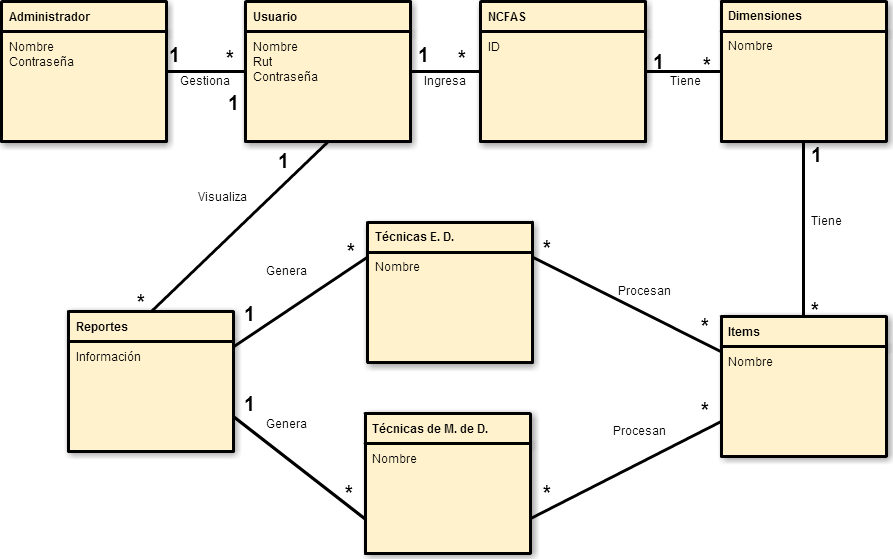 Administrador
Nombre
Contraseña
1
*
Gestiona
1
Usuario
Nombre
Rut
Contraseña
1
*
Ingresa
NCFAS
ID
1
*
Tiene
Dimensiones
Nombre
1
Visualiza
*
1
Tiene
*
Técnicas E. D.
Nombre
*
Genera
1
*
Procesan
*
Reportes
Información
Items
Nombre
1
Genera
*
Técnicas de M. de D.
Nombre
*
Procesan
*